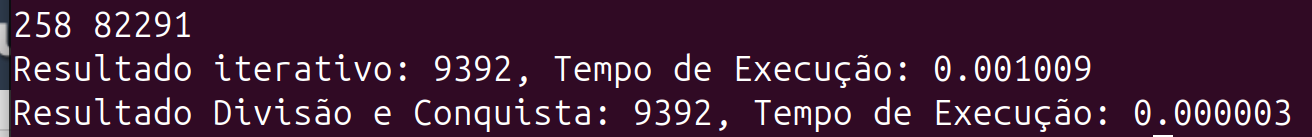 258 82291
Resultado iterativo: 9392, Tempo de Execução: 0.001009
Resultado Divisão e Conquista: 9392, Tempo de Execução: 0.000003